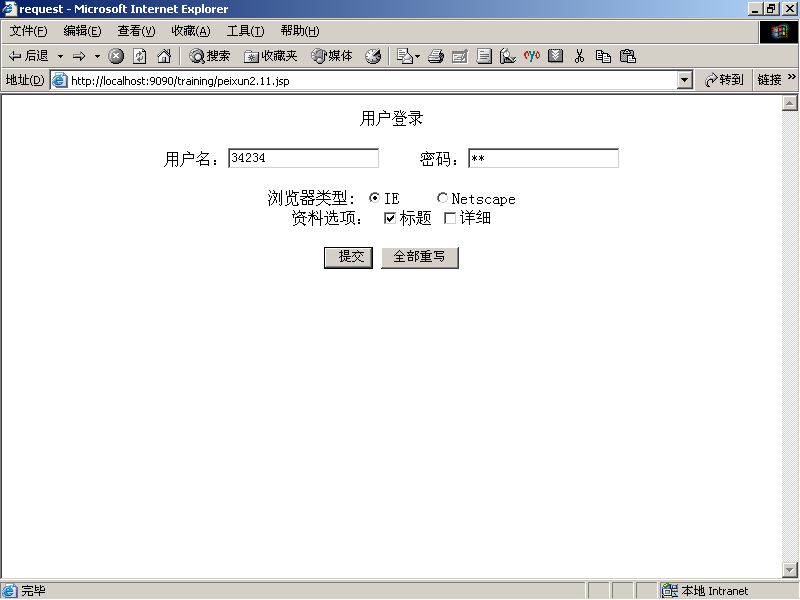 request - Microsoft Internet Explorer
文件(F) 编辑(E) 查看(V) 收藏(A) 工具(T) 帮助(H)
后退 搜索 收藏夹 媒体
地址(D) http://localhost:9090/training/peixun2.11.jsp 转到 链接 »
用户登录
用户名： 34234 密码： **
浏览器类型: IE Netscape
资料选项： 标题 详细
提交 全部重写
完毕 本地 Intranet